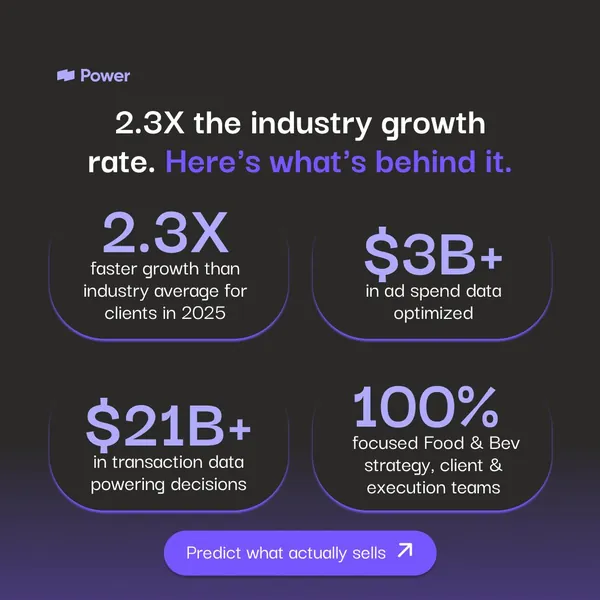 Power
2.3X the industry growth
rate. Here's what's behind it.
2.3X
faster growth than
industry average for
clients in 2025
$3B+
in ad spend data
optimized
$21B+
in transaction data
powering decisions
100%
focused Food & Bev
strategy, client &
execution teams
Predict what actually sells